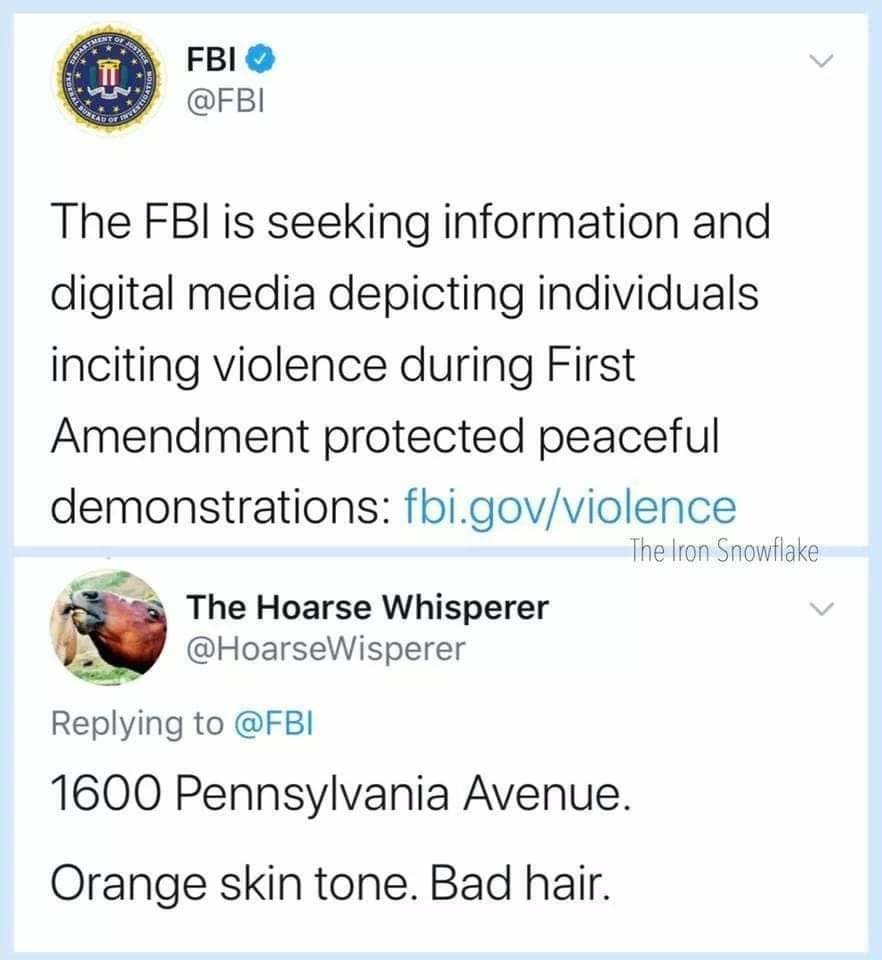 DEPARTMENT OF JUSTICE
FEDERAL BUREAU OF INVESTIGATION
FBI
@FBI
The FBI is seeking information and
digital media depicting individuals
inciting violence during First
Amendment protected peaceful
demonstrations: fbi.gov/violence
The Iron Snowflake
The Hoarse Whisperer
@HoarseWisperer
Replying to @FBI
1600 Pennsylvania Avenue.
Orange skin tone. Bad hair.